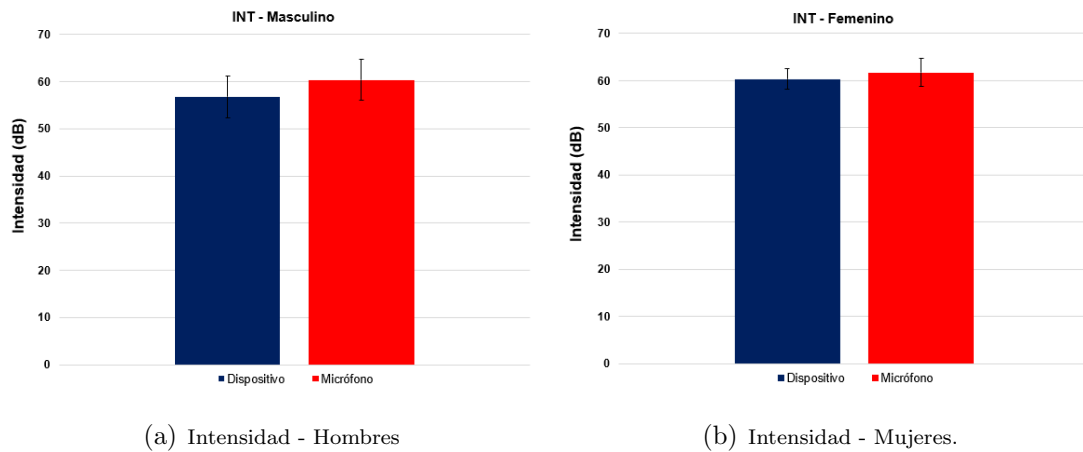 INT - Masculino
70
60
50
40
30
20
10
0
Intensidad (dB)
Dispositivo Micrófono
(a) Intensidad - Hombres
INT - Femenino
70
60
50
40
30
20
10
0
Intensidad (dB)
Dispositivo Micrófono
(b) Intensidad - Mujeres.